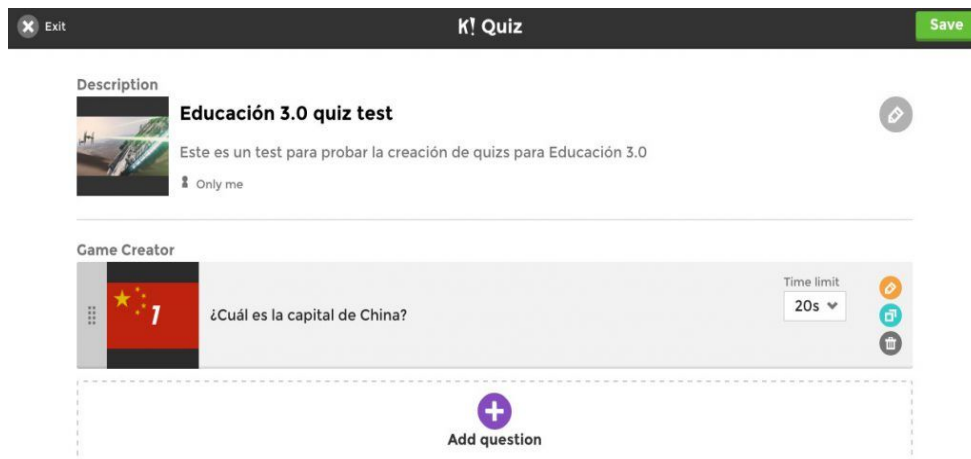 Exit
K! Quiz
Save
Description
Educación 3.0 quiz test
Este es un test para probar la creación de quizs para Educación 3.0
Only me
Game Creator
1
¿Cuál es la capital de China?
Time limit
20s
Add question